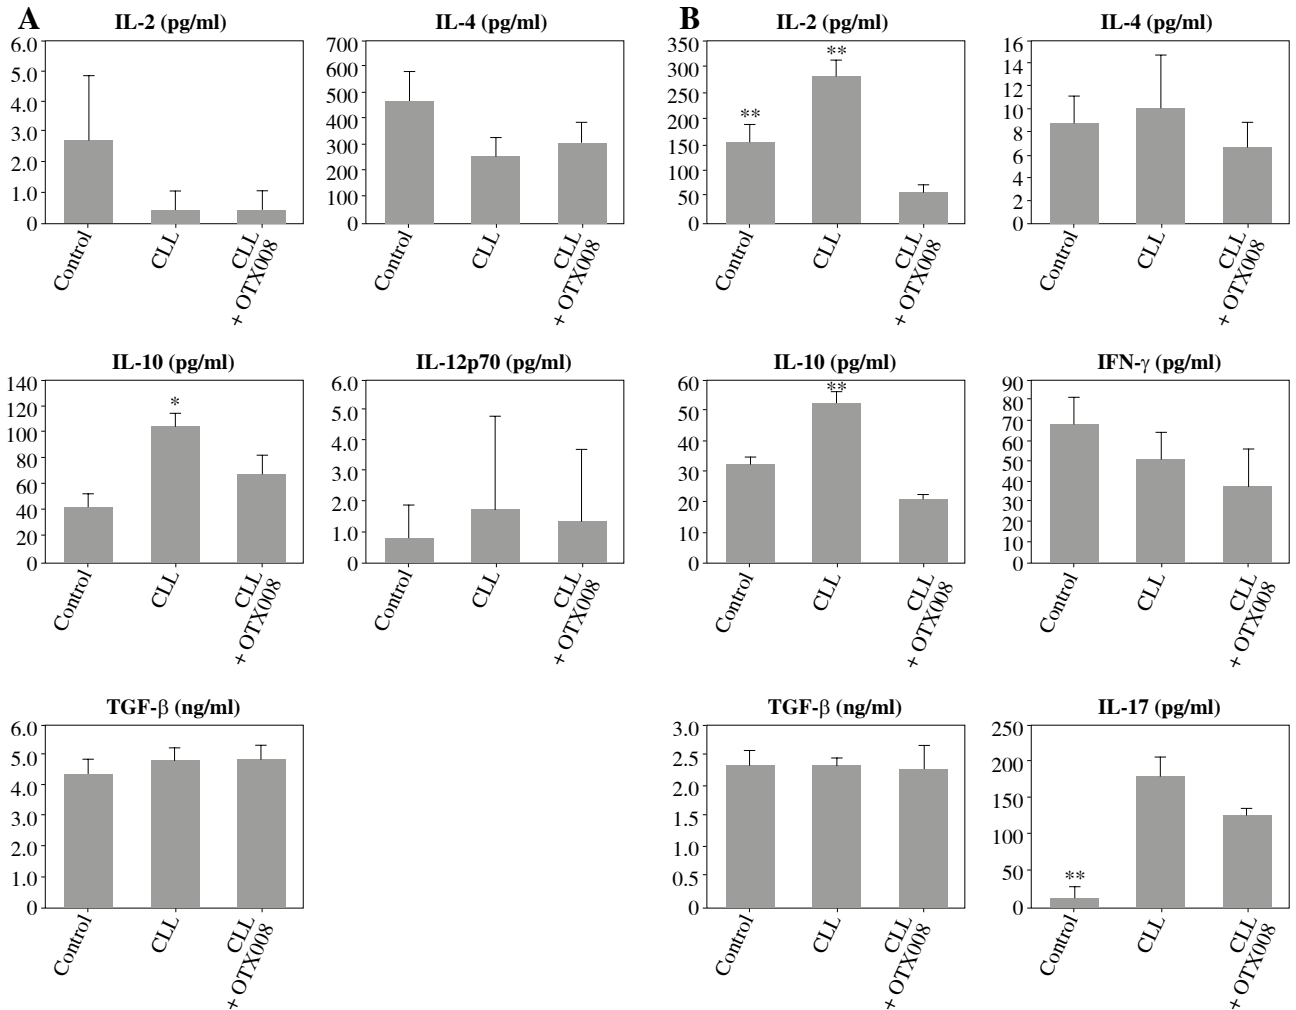 A
IL-2 (pg/ml)
6.0
5.0
4.0
3.0
2.0
1.0
0
Control
CLL
CLL
+ OTX008
IL-4 (pg/ml)
700
600
500
400
300
200
100
0
Control
CLL
CLL
+ OTX008
IL-10 (pg/ml)
140
120
100
80
60
40
20
0
*
Control
CLL
CLL
+ OTX008
IL-12p70 (pg/ml)
6.0
5.0
4.0
3.0
2.0
1.0
0
Control
CLL
CLL
+ OTX008
TGF-β (ng/ml)
6.0
5.0
4.0
3.0
2.0
1.0
0
Control
CLL
CLL
+ OTX008
B
IL-2 (pg/ml)
350
300
250
200
150
100
50
0
**
**
Control
CLL
CLL
+ OTX008
IL-4 (pg/ml)
16
14
12
10
8
6
4
2
0
Control
CLL
CLL
+ OTX008
IL-10 (pg/ml)
60
50
40
30
20
10
0
**
Control
CLL
CLL
+ OTX008
IFN-γ (pg/ml)
90
80
70
60
50
40
30
20
10
0
Control
CLL
CLL
+ OTX008
TGF-β (ng/ml)
3.0
2.5
2.0
1.5
1.0
0.5
0
Control
CLL
CLL
+ OTX008
IL-17 (pg/ml)
250
200
150
100
50
0
**
Control
CLL
CLL
+ OTX008